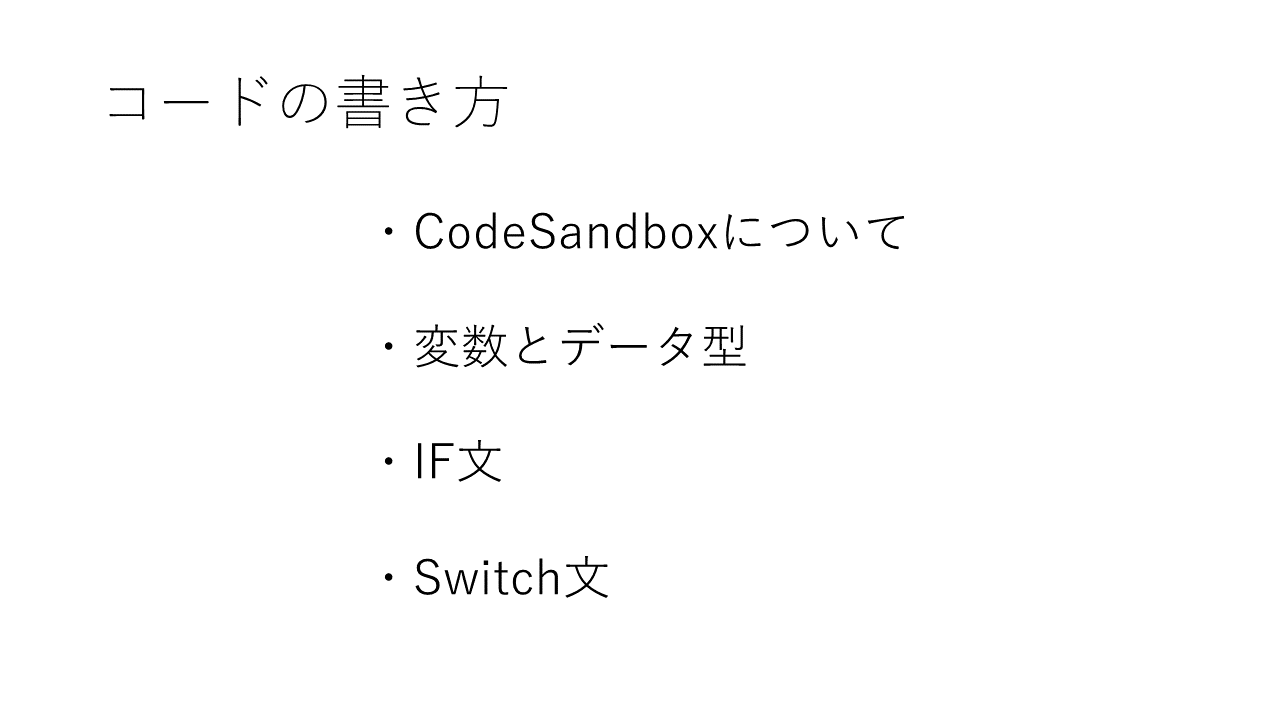 コードの書き方
・CodeSandboxについて
・変数とデータ型
・IF文
・Switch文